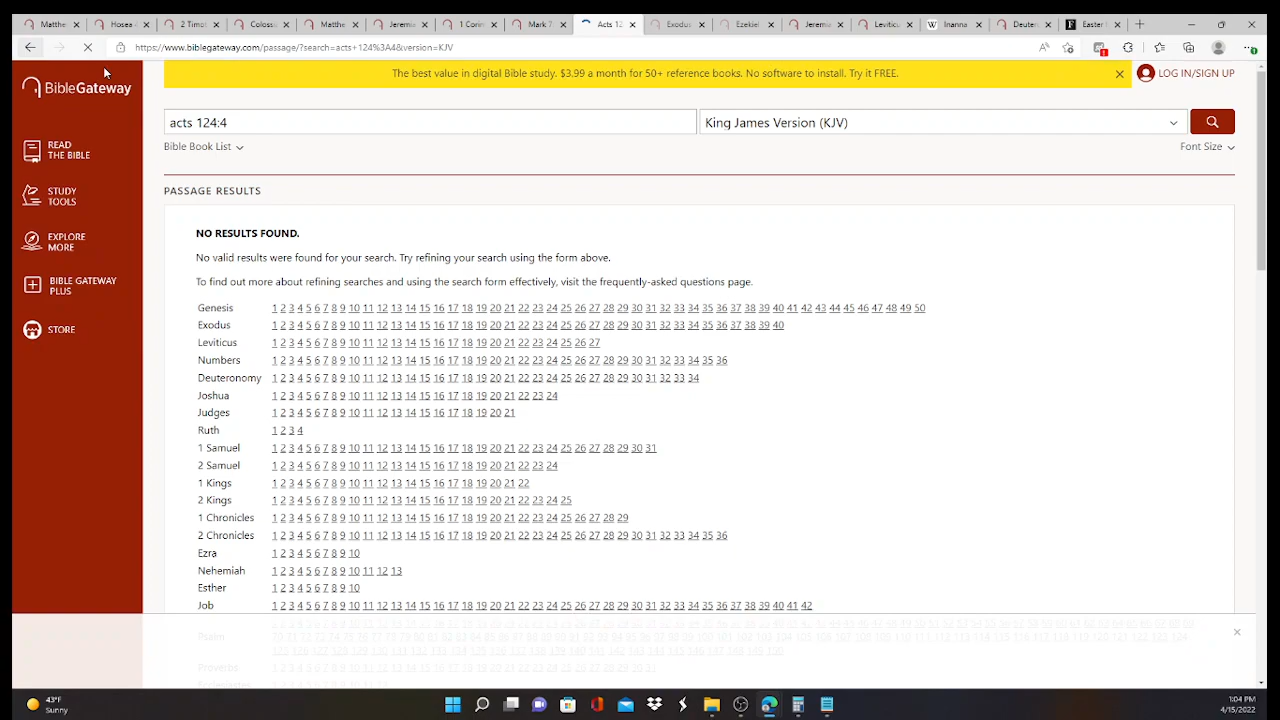 Matthe
Hosea
2 Timot
Coloss
Matthe
Jeremi
1 Corin
Mark 7
Acts 12
Exodus
Ezekiel
Jerema
Leviticu
Inanna
Deuter
Easter
https://www.biblegateway.com/passage/?search=acts+124%3A4&version=KJV
The best value in digital Bible study. $3.99 a month for 50+ reference books. No software to install. Try it FREE.
LOG IN/SIGN UP
BibleGateway
acts 124:4
King James Version (KJV)
Bible Book List
Font Size
READ
THE BIBLE
STUDY
TOOLS
EXPLORE
MORE
BIBLE GATEWAY
PLUS
STORE
PASSAGE RESULTS
NO RESULTS FOUND.
No valid results were found for your search. Try refining your search using the form above.
To find out more about refining searches and using the search form effectively, visit the frequently-asked questions page.
Genesis 1 2 3 4 5 6 7 8 9 10 11 12 13 14 15 16 17 18 19 20 21 22 23 24 25 26 27 28 29 30 31 32 33 34 35 36 37 38 39 40 41 42 43 44 45 46 47 48 49 50
Exodus 1 2 3 4 5 6 7 8 9 10 11 12 13 14 15 16 17 18 19 20 21 22 23 24 25 26 27 28 29 30 31 32 33 34 35 36 37 38 39 40
Leviticus 1 2 3 4 5 6 7 8 9 10 11 12 13 14 15 16 17 18 19 20 21 22 23 24 25 26 27
Numbers 1 2 3 4 5 6 7 8 9 10 11 12 13 14 15 16 17 18 19 20 21 22 23 24 25 26 27 28 29 30 31 32 33 34 35 36
Deuteronomy 1 2 3 4 5 6 7 8 9 10 11 12 13 14 15 16 17 18 19 20 21 22 23 24 25 26 27 28 29 30 31 32 33 34
Joshua 1 2 3 4 5 6 7 8 9 10 11 12 13 14 15 16 17 18 19 20 21 22 23 24
Judges 1 2 3 4 5 6 7 8 9 10 11 12 13 14 15 16 17 18 19 20 21
Ruth 1 2 3 4
1 Samuel 1 2 3 4 5 6 7 8 9 10 11 12 13 14 15 16 17 18 19 20 21 22 23 24 25 26 27 28 29 30 31
2 Samuel 1 2 3 4 5 6 7 8 9 10 11 12 13 14 15 16 17 18 19 20 21 22 23 24
1 Kings 1 2 3 4 5 6 7 8 9 10 11 12 13 14 15 16 17 18 19 20 21 22
2 Kings 1 2 3 4 5 6 7 8 9 10 11 12 13 14 15 16 17 18 19 20 21 22 23 24 25
1 Chronicles 1 2 3 4 5 6 7 8 9 10 11 12 13 14 15 16 17 18 19 20 21 22 23 24 25 26 27 28 29
2 Chronicles 1 2 3 4 5 6 7 8 9 10 11 12 13 14 15 16 17 18 19 20 21 22 23 24 25 26 27 28 29 30 31 32 33 34 35 36
Ezra 1 2 3 4 5 6 7 8 9 10
Nehemiah 1 2 3 4 5 6 7 8 9 10 11 12 13
Esther 1 2 3 4 5 6 7 8 9 10
Job 1 2 3 4 5 6 7 8 9 10 11 12 13 14 15 16 17 18 19 20 21 22 23 24 25 26 27 28 29 30 31 32 33 34 35 36 37 38 39 40 41 42
Psalm
Proverbs
Ecclesiastes
43°F
Sunny
1:04 PM
4/15/2022